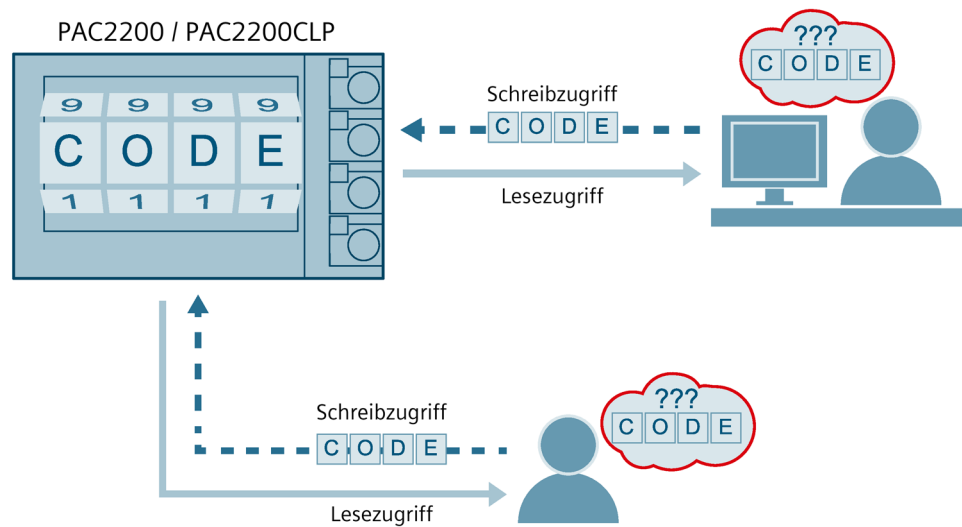 PAC2200 / PAC2200CLP
9 9 9 9
C O D E
1 1 1 1
Schreibzugriff
C O D E
Lesezugriff
???
C O D E
Schreibzugriff
C O D E
Lesezugriff
???
C O D E